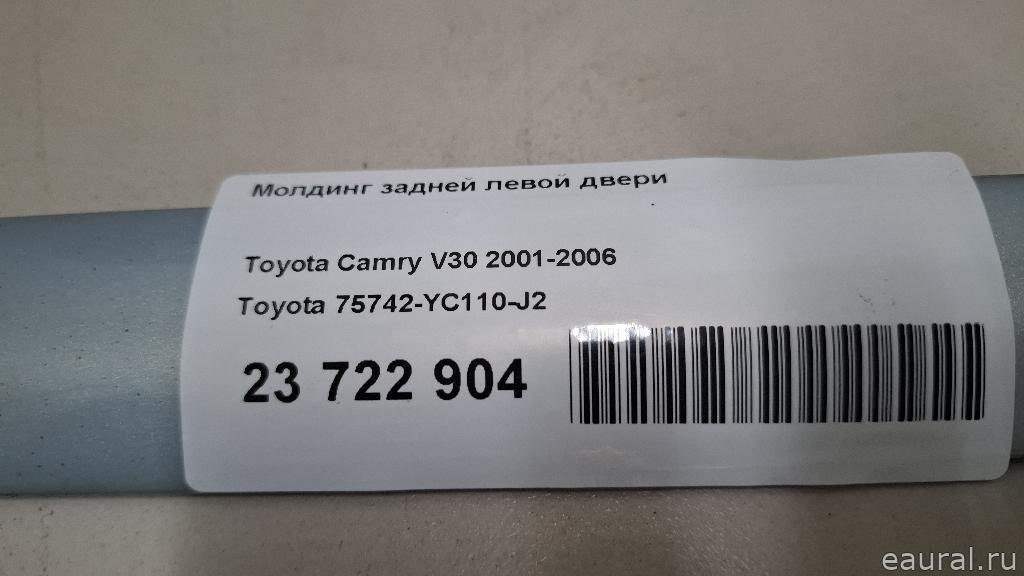 Молдинг задней левой двери
Toyota Camry V30 2001-2006
Toyota 75742-YC110-J2
23 722 904
eaural.ru